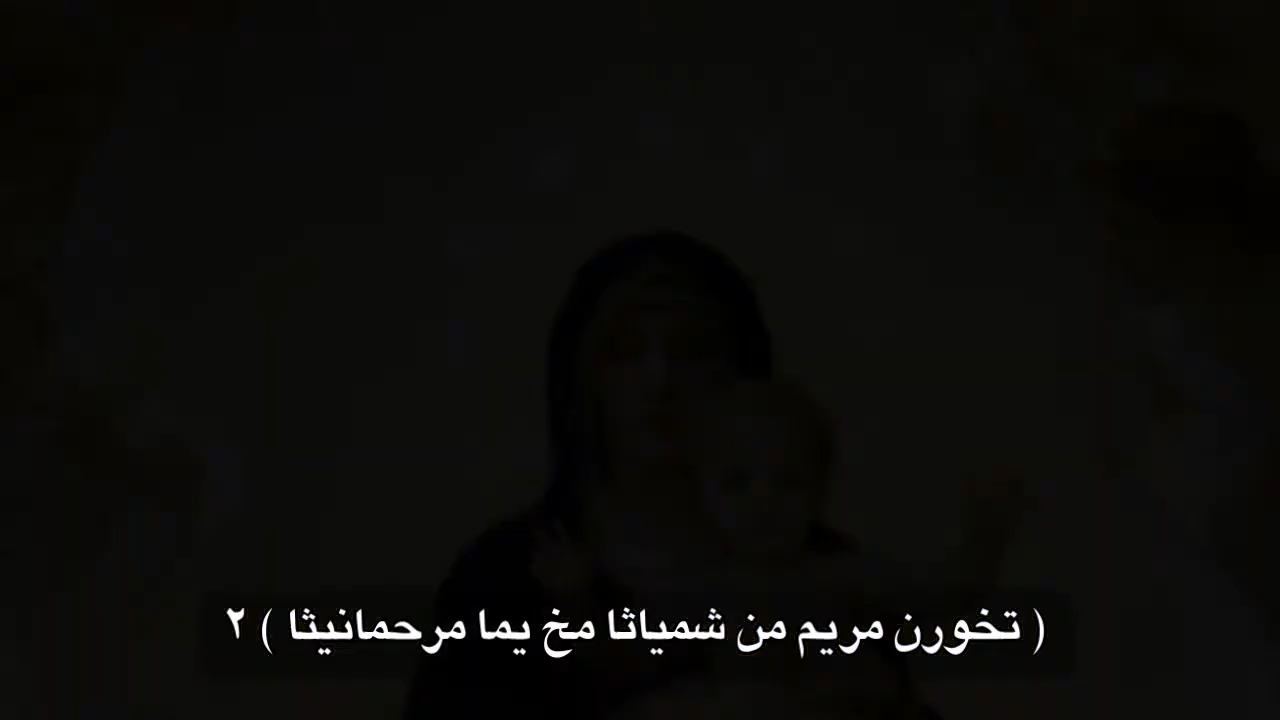 ( تخورن مريم من شمياثا مخ يما مرحمانيثا ) ٢